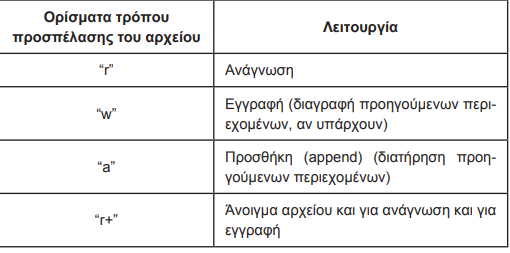 Ορίσματα τρόπου
προσπέλασης του αρχείου
Λειτουργία
“r”
Ανάγνωση
“w”
Εγγραφή (διαγραφή προηγούμενων περι-
εχομένων, αν υπάρχουν)
“a”
Προσθήκη (append) (διατήρηση προη-
γούμενων περιεχομένων)
“r+”
Άνοιγμα αρχείου και για ανάγνωση και για
εγγραφή